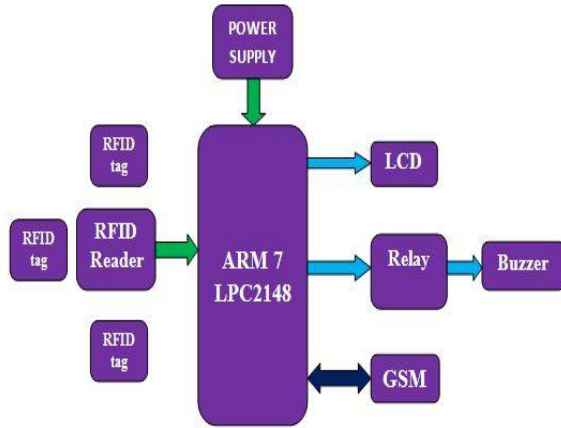 POWER
SUPPLY
RFID
tag
LCD
RFID
tag
RFID
Reader
ARM 7
LPC2148
Relay
Buzzer
RFID
tag
GSM